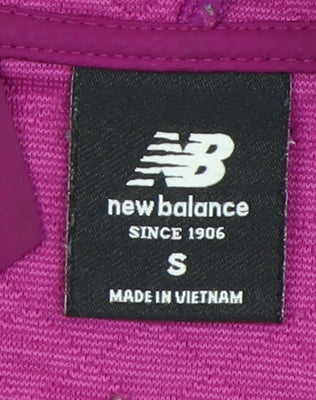 NB
new balance
SINCE 1906
S
MADE IN VIETNAM